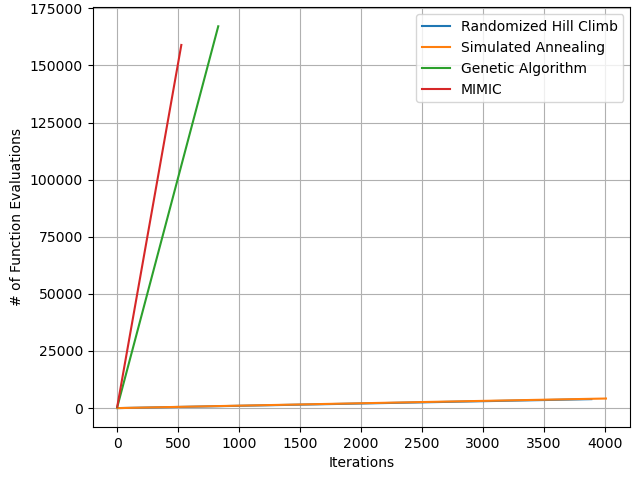 175000
150000
125000
100000
75000
50000
25000
0
# of Function Evaluations
Randomized Hill Climb
Simulated Annealing
Genetic Algorithm
MIMIC
0 500 1000 1500 2000 2500 3000 3500 4000
Iterations